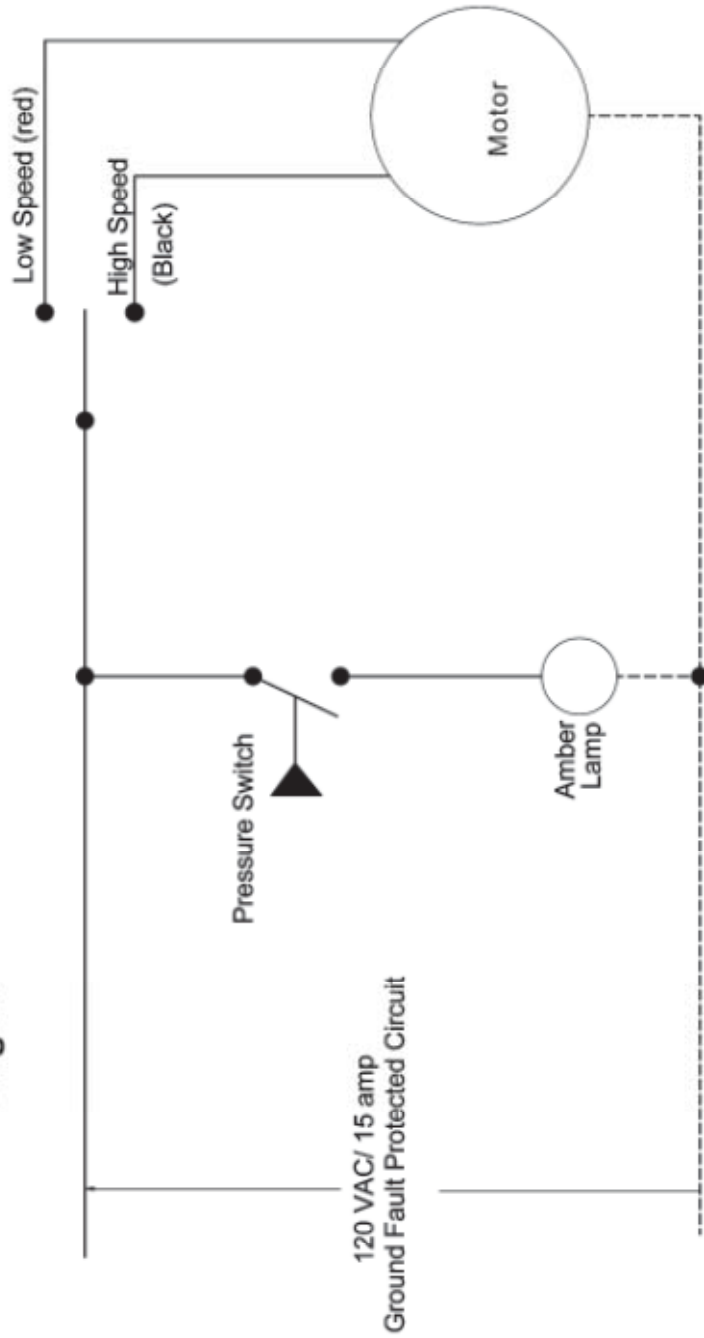 Low Speed (red)
High Speed
(Black)
Motor
Pressure Switch
Amber
Lamp
120 VAC/ 15 amp
Ground Fault Protected Circuit